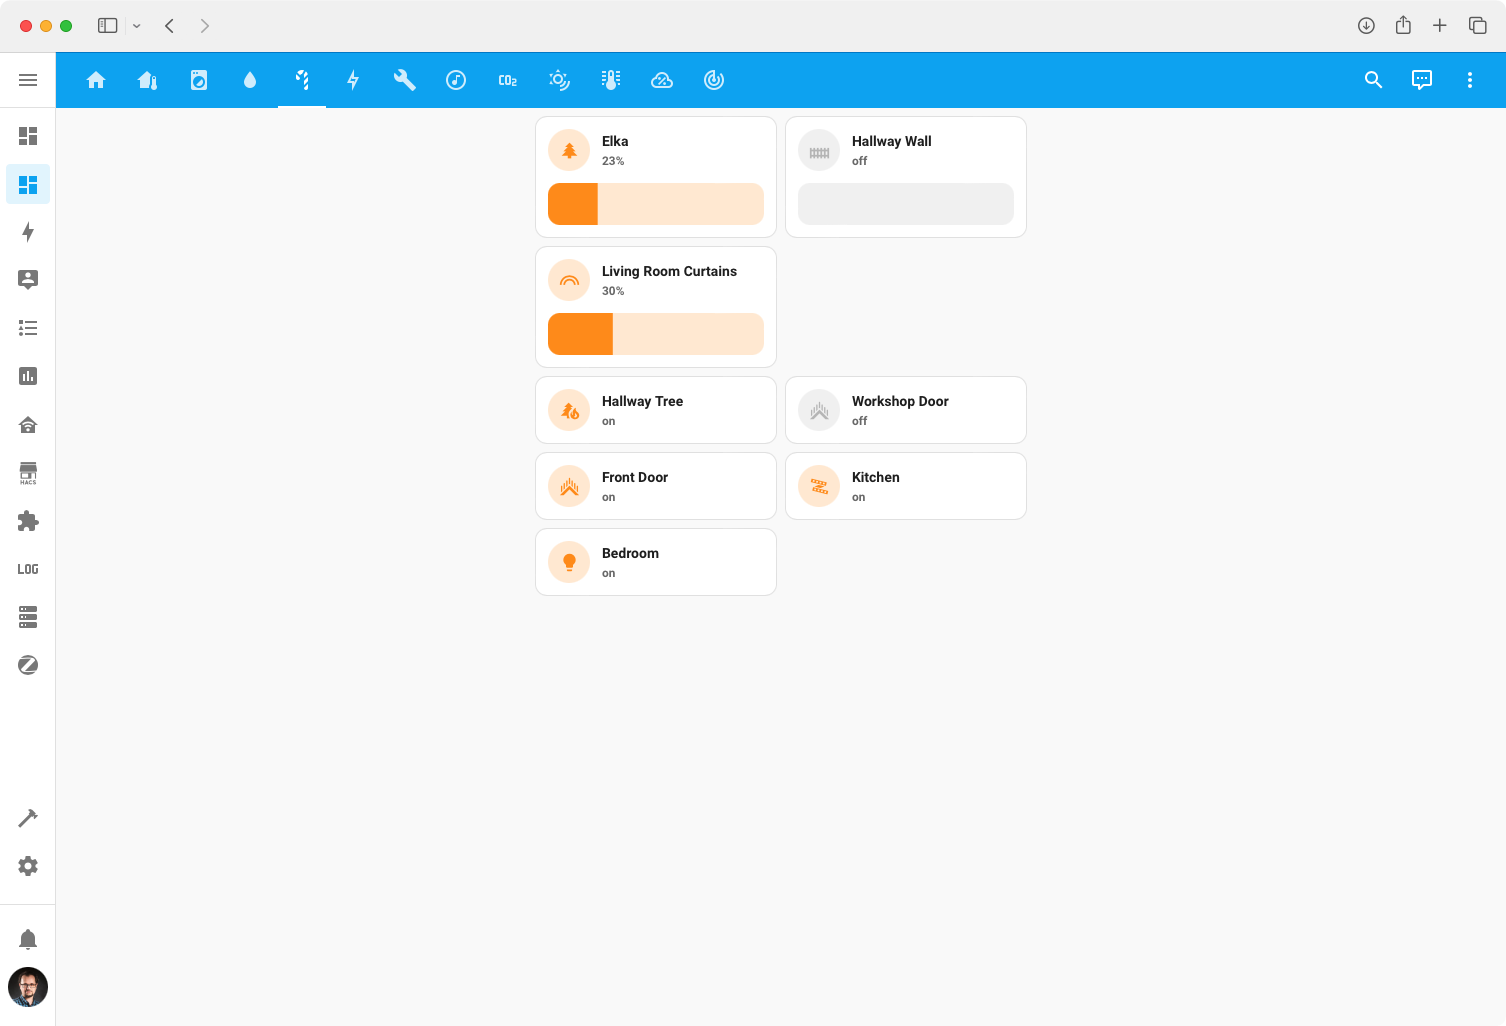 CO2
Elka
23%
Hallway Wall
off
Living Room Curtains
30%
Hallway Tree
on
Workshop Door
off
Front Door
on
Kitchen
on
Bedroom
on
HACS
LOG